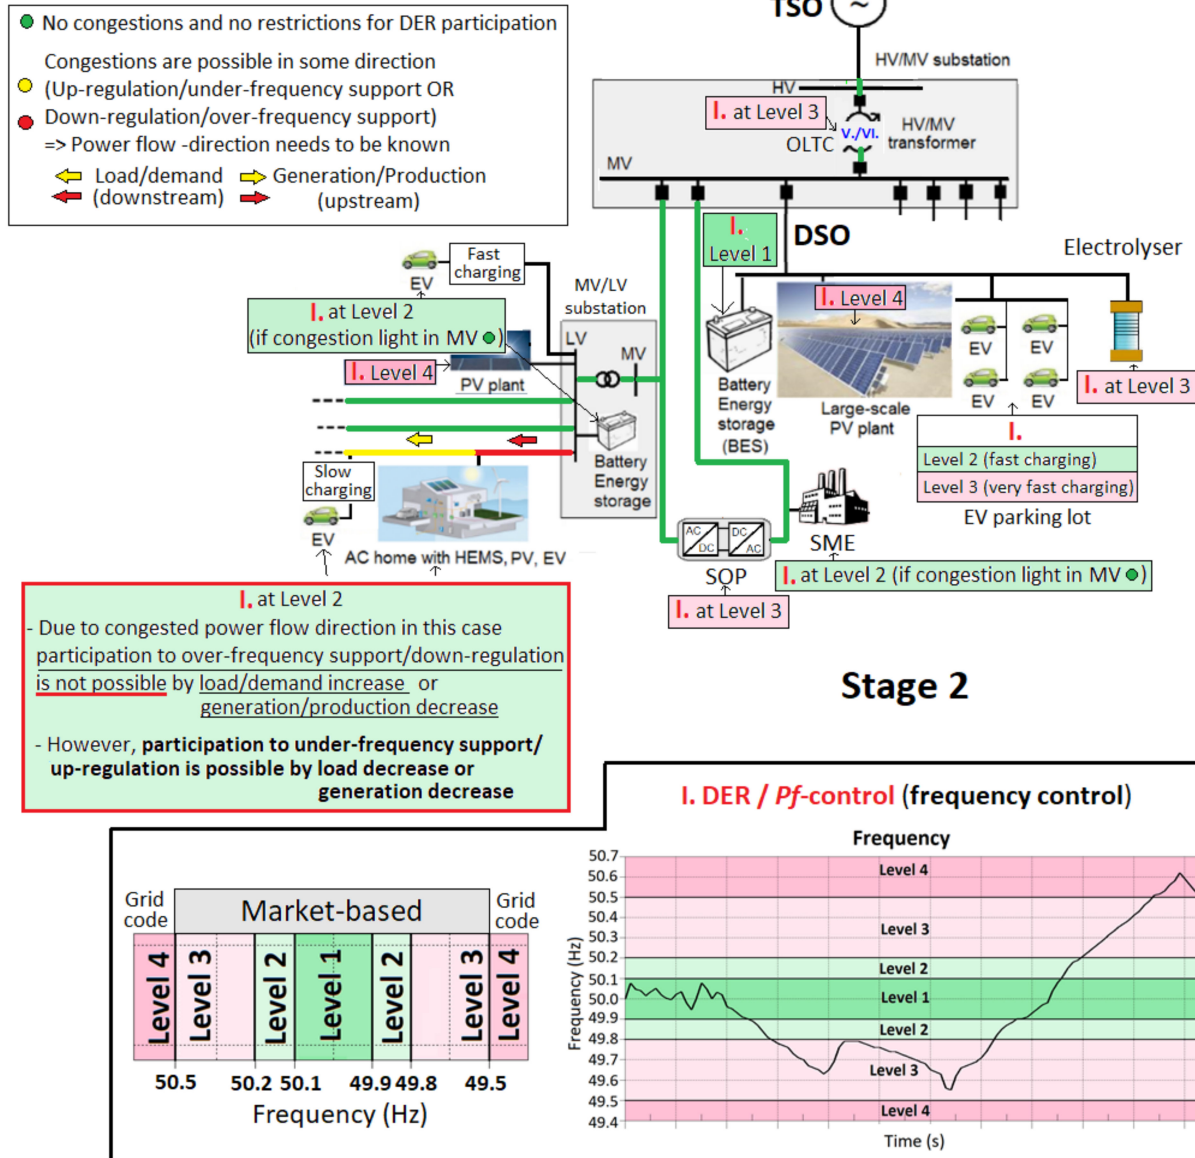 No congestions and no restrictions for DER participation
Congestions are possible in some direction
(Up-regulation/under-frequency support OR
Down-regulation/over-frequency support)
=> Power flow -direction needs to be known
Load/demand
(downstream)
Generation/Production
(upstream)
TSO
~
HV/MV substation
HV
I. at Level 3
V./VI.
OLTC
HV/MV
transformer
MV
DSO
I.
Level 1
Electrolyser
Fast
charging
EV
MV/LV
substation
I. at Level 2
(if congestion light in MV )
LV
MV
I. Level 4
PV plant
I. Level 4
EV
EV
EV
EV
I. at Level 3
Battery
Energy
storage
(BES)
Large-scale
PV plant
I.
Level 2 (fast charging)
Level 3 (very fast charging)
EV parking lot
Slow
charging
EV
Battery
Energy
storage
AC home with HEMS, PV, EV
AC
DC
DC
AC
SOP
SME
I. at Level 2 (if congestion light in MV )
I. at Level 3
I. at Level 2
- Due to congested power flow direction in this case
participation to over-frequency support/down-regulation
is not possible by load/demand increase or
generation/production decrease
- However, participation to under-frequency support/
up-regulation is possible by load decrease or
generation decrease
Stage 2
I. DER / Pf-control (frequency control)
Grid
code
Market-based
Grid
code
Level 4
Level 3
Level 2
Level 1
Level 2
Level 3
Level 4
50.5
50.2
50.1
49.9
49.8
49.5
Frequency (Hz)
Frequency
Frequency (Hz)
50.7
50.6
50.5
50.4
50.3
50.2
50.1
50.0
49.9
49.8
49.7
49.6
49.5
49.4
Level 4
Level 3
Level 2
Level 1
Level 2
Level 3
Level 4
Time (s)